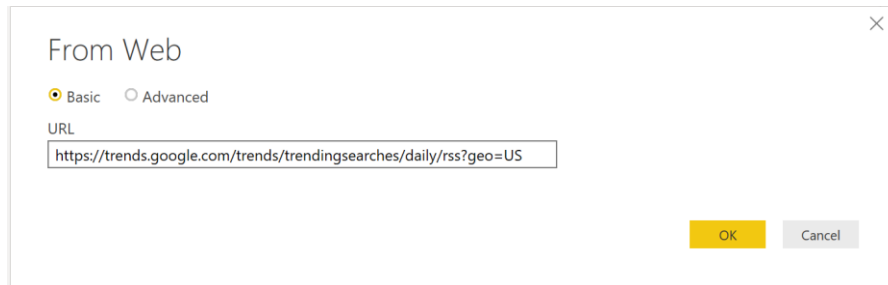 From Web
Basic Advanced
URL
https://trends.google.com/trends/trendingsearches/daily/rss?geo=US
OK Cancel